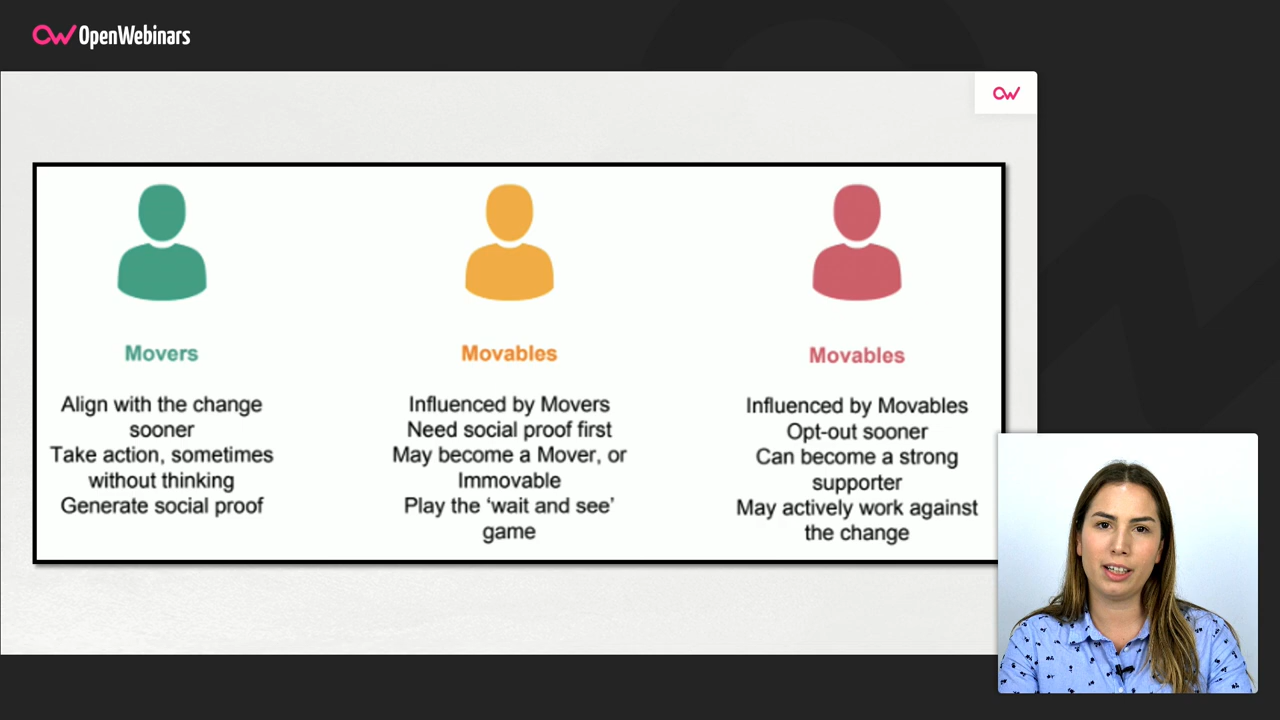 OpenWebinars
Movers
Align with the change
sooner
Take action, sometimes
without thinking
Generate social proof
Movables
Influenced by Movers
Need social proof first
May become a Mover, or
Immovable
Play the ‘wait and see’
game
Movables
Influenced by Movables
Opt-out sooner
Can become a strong
supporter
May actively work against
the change